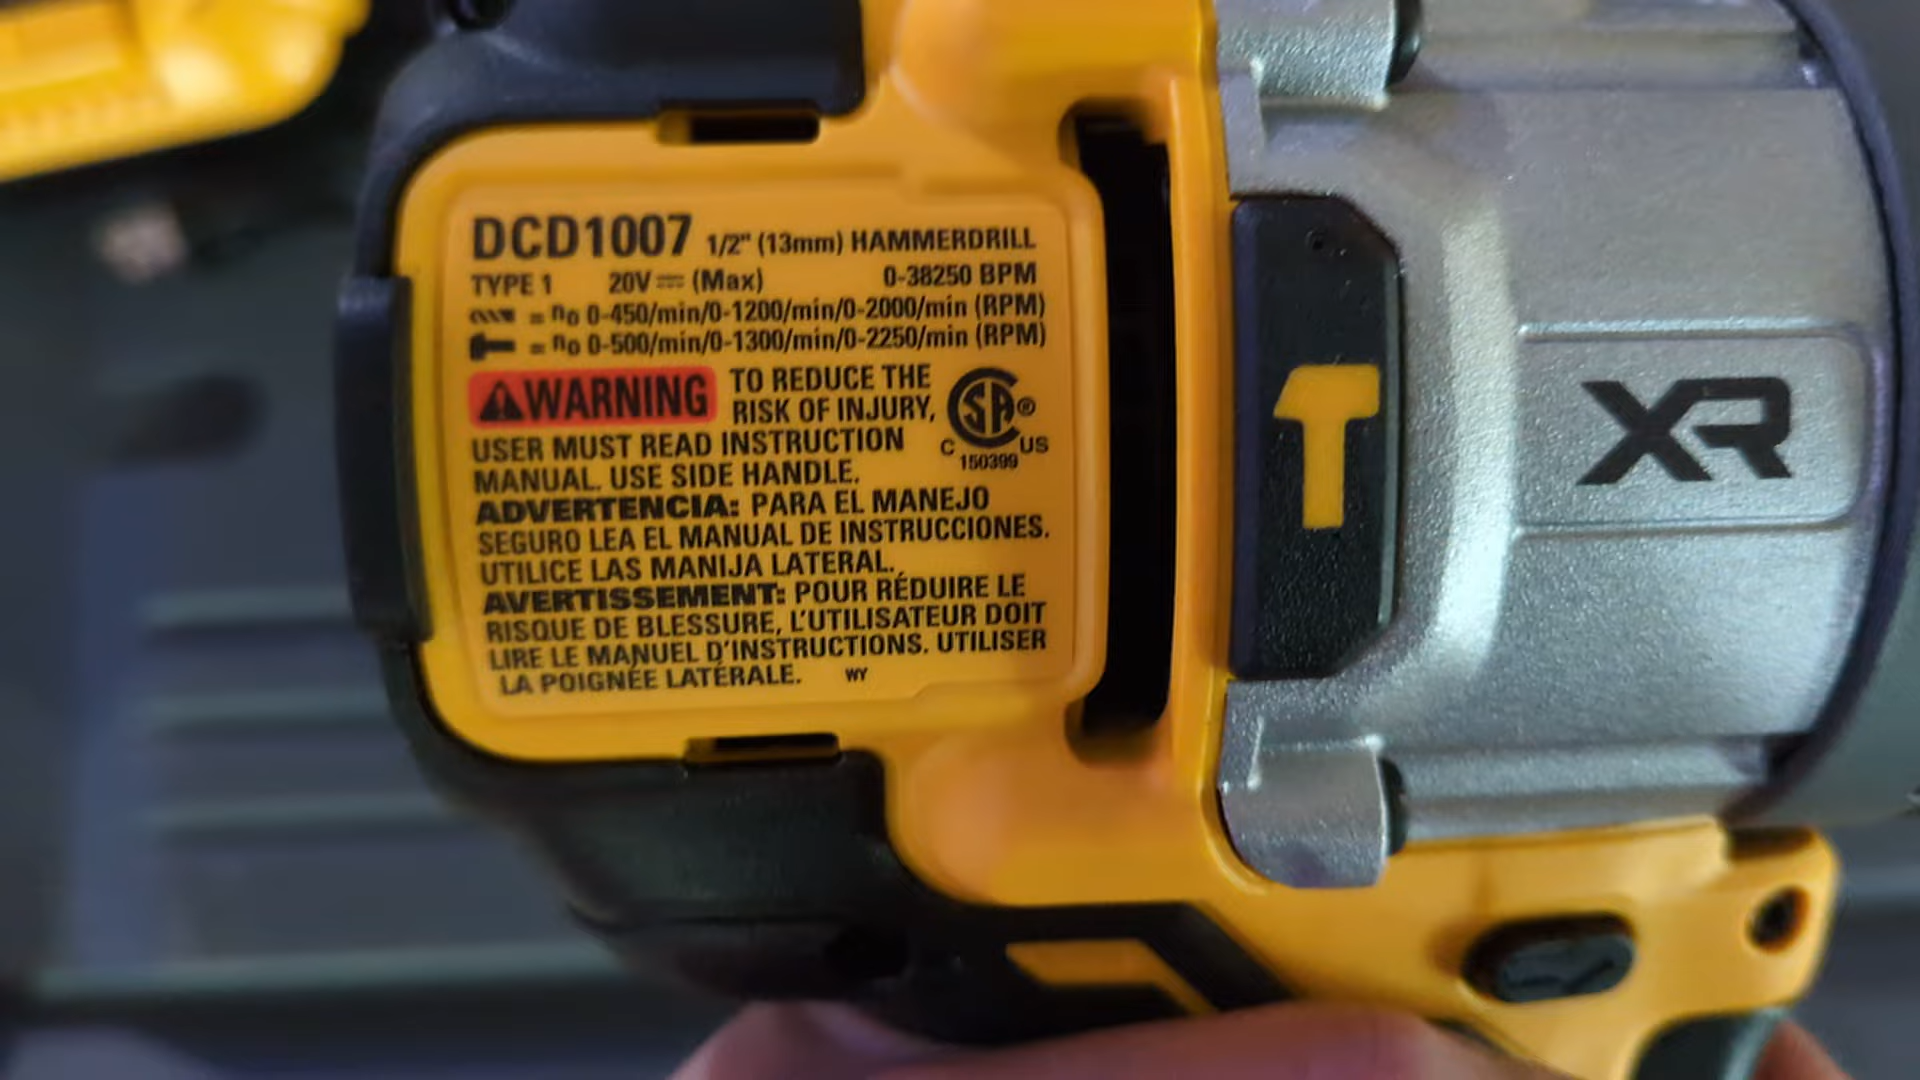 DCD1007 1/2" (13mm) HAMMERDRILL
TYPE 1 20V ⎓ (Max) 0-38250 BPM
= no 0-450/min/0-1200/min/0-2000/min (RPM)
= no 0-500/min/0-1300/min/0-2250/min (RPM)
WARNING TO REDUCE THE
RISK OF INJURY,
USER MUST READ INSTRUCTION
MANUAL. USE SIDE HANDLE.
CSA®
C US
150399
ADVERTENCIA: PARA EL MANEJO
SEGURO LEA EL MANUAL DE INSTRUCCIONES.
UTILICE LAS MANIJA LATERAL.
AVERTISSEMENT: POUR RÉDUIRE LE
RISQUE DE BLESSURE, L'UTILISATEUR DOIT
LIRE LE MANUEL D'INSTRUCTIONS. UTILISER
LA POIGNÉE LATÉRALE. WY
XR